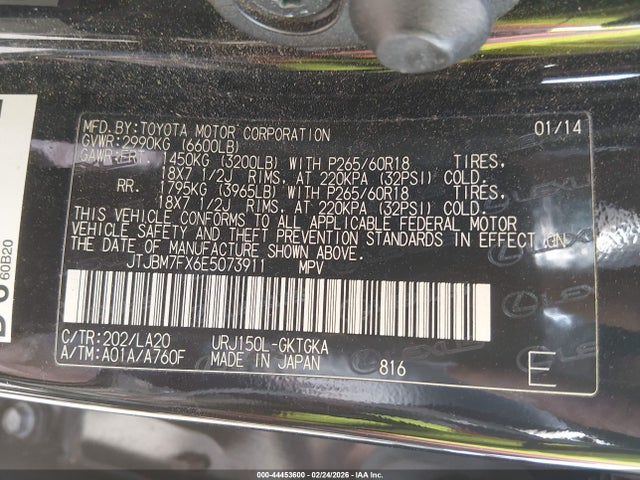 MFD.BY:TOYOTA MOTOR CORPORATION 01/14
GVWR:2990KG (6600LB)
GAWR:FRT. 1450KG (3200LB) WITH P265/60R18 TIRES.
18X7 1/2J RIMS, AT 220KPA (32PSI) COLD.
RR. 1795KG (3965LB) WITH P265/60R18 TIRES.
18X7 1/2J RIMS, AT 220KPA (32PSI) COLD.
THIS VEHICLE CONFORMS TO ALL APPLICABLE FEDERAL MOTOR
VEHICLE SAFETY AND THEFT PREVENTION STANDARDS IN EFFECT ON
THE DATE OF MANUFACTURE SHOWN ABOVE.
JTJBM7FX6E5073911 MPV
C/TR:202/LA20 URJ150L-GKTGKA
A/TM:A01A/A760F MADE IN JAPAN 816 E
60B20
LEXUS
000-44453600 - 02/24/2026 - IAA Inc.